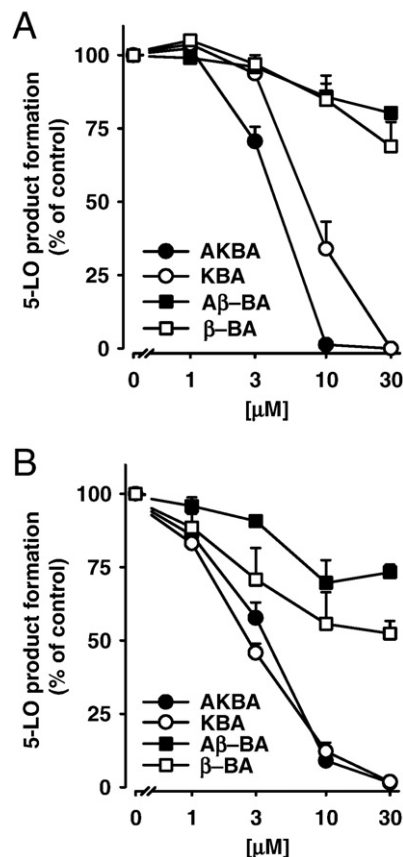 A
5-LO product formation
(% of control)
100
75
50
25
0
AKBA
KBA
Aβ–BA
β–BA
0 1 3 10 30
[μM]
B
5-LO product formation
(% of control)
100
75
50
25
0
AKBA
KBA
Aβ–BA
β–BA
0 1 3 10 30
[μM]